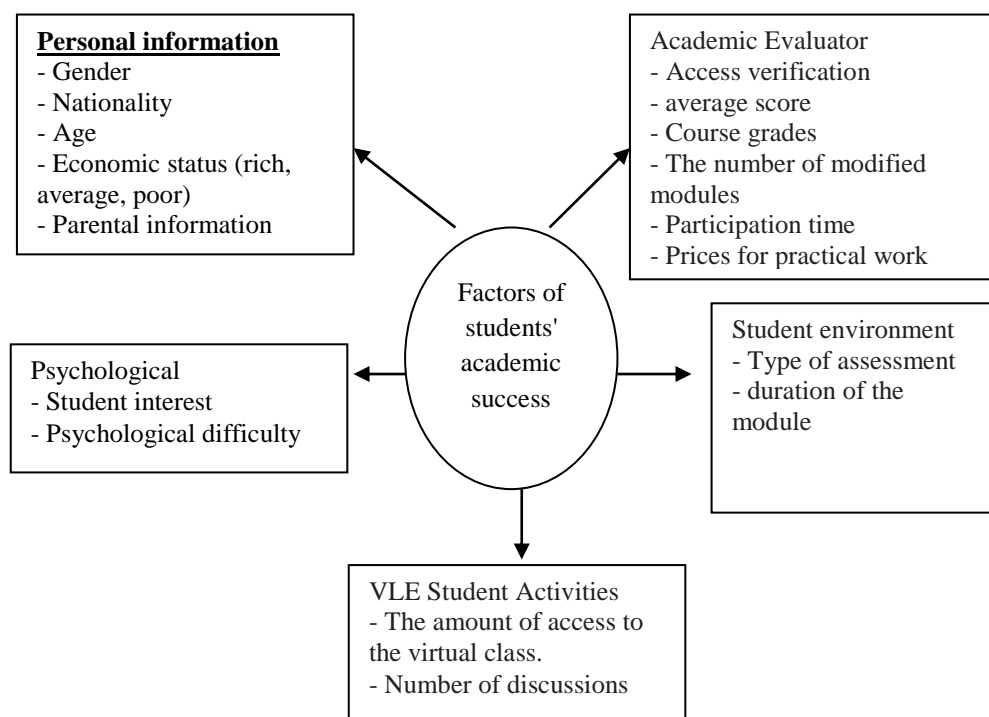 Personal information
- Gender
- Nationality
- Age
- Economic status (rich,
average, poor)
- Parental information
Academic Evaluator
- Access verification
- average score
- Course grades
- The number of modified
modules
- Participation time
- Prices for practical work
Factors of
students'
academic
success
Student environment
- Type of assessment
- duration of the
module
Psychological
- Student interest
- Psychological difficulty
VLE Student Activities
- The amount of access to
the virtual class.
- Number of discussions